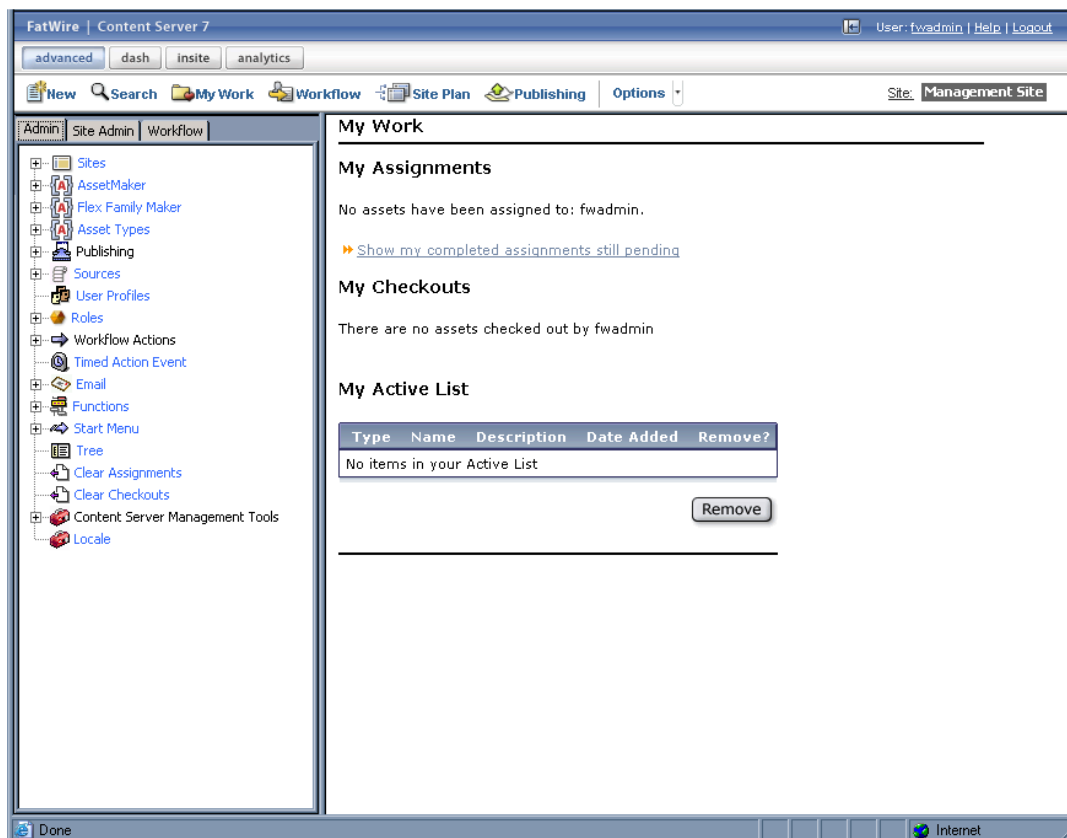 FatWire | Content Server 7
User: fwadmin | Help | Logout
advanced dash insite analytics
New Search My Work Workflow Site Plan Publishing Options Site: Management Site
Admin Site Admin Workflow
Sites
AssetMaker
Flex Family Maker
Asset Types
Publishing
Sources
User Profiles
Roles
Workflow Actions
Timed Action Event
Email
Functions
Start Menu
Tree
Clear Assignments
Clear Checkouts
Content Server Management Tools
Locale
My Work
My Assignments
No assets have been assigned to: fwadmin.
Show my completed assignments still pending
My Checkouts
There are no assets checked out by fwadmin
My Active List
Type Name Description Date Added Remove?
No items in your Active List
Remove
Done
Internet